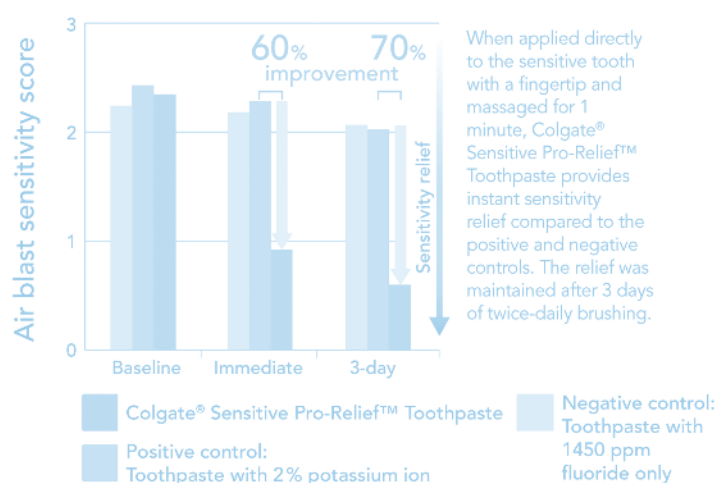 3
2
1
0
Air blast sensitivity score
60%
70%
improvement
Sensitivity relief
Baseline
Immediate
3-day
When applied directly
to the sensitive tooth
with a fingertip and
massaged for 1
minute, Colgate®
Sensitive Pro-Relief™
Toothpaste provides
instant sensitivity
relief compared to the
positive and negative
controls. The relief was
maintained after 3 days
of twice-daily brushing.
Colgate® Sensitive Pro-Relief™ Toothpaste
Positive control:
Toothpaste with 2% potassium ion
Negative control:
Toothpaste with
1450 ppm
fluoride only